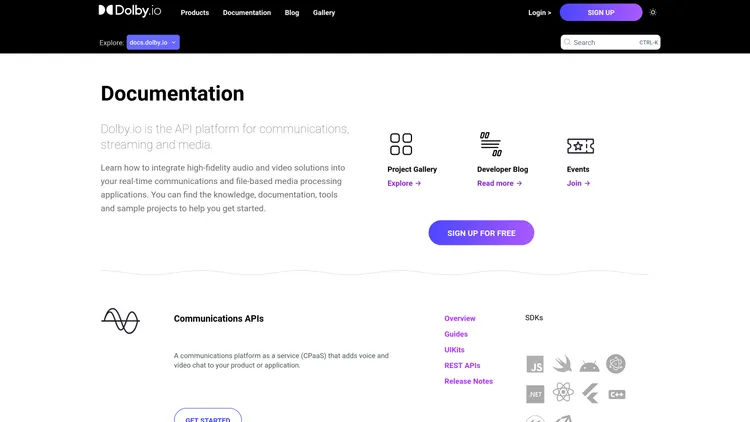 Dolby.io
Products
Documentation
Blog
Gallery
Login >
SIGN UP
Explore:
docs.dolby.io
Search
CTRL-K
Documentation
Dolby.io is the API platform for communications,
streaming and media.
Learn how to integrate high-fidelity audio and video solutions into
your real-time communications and file-based media processing
applications. You can find the knowledge, documentation, tools
and sample projects to help you get started.
Project Gallery
Explore →
Developer Blog
Read more →
Events
Join →
SIGN UP FOR FREE
Communications APIs
A communications platform as a service (CPaaS) that adds voice and
video chat to your product or application.
GET STARTED
Overview
Guides
UIKits
REST APIs
Release Notes
SDKs
JS
.NET
C++